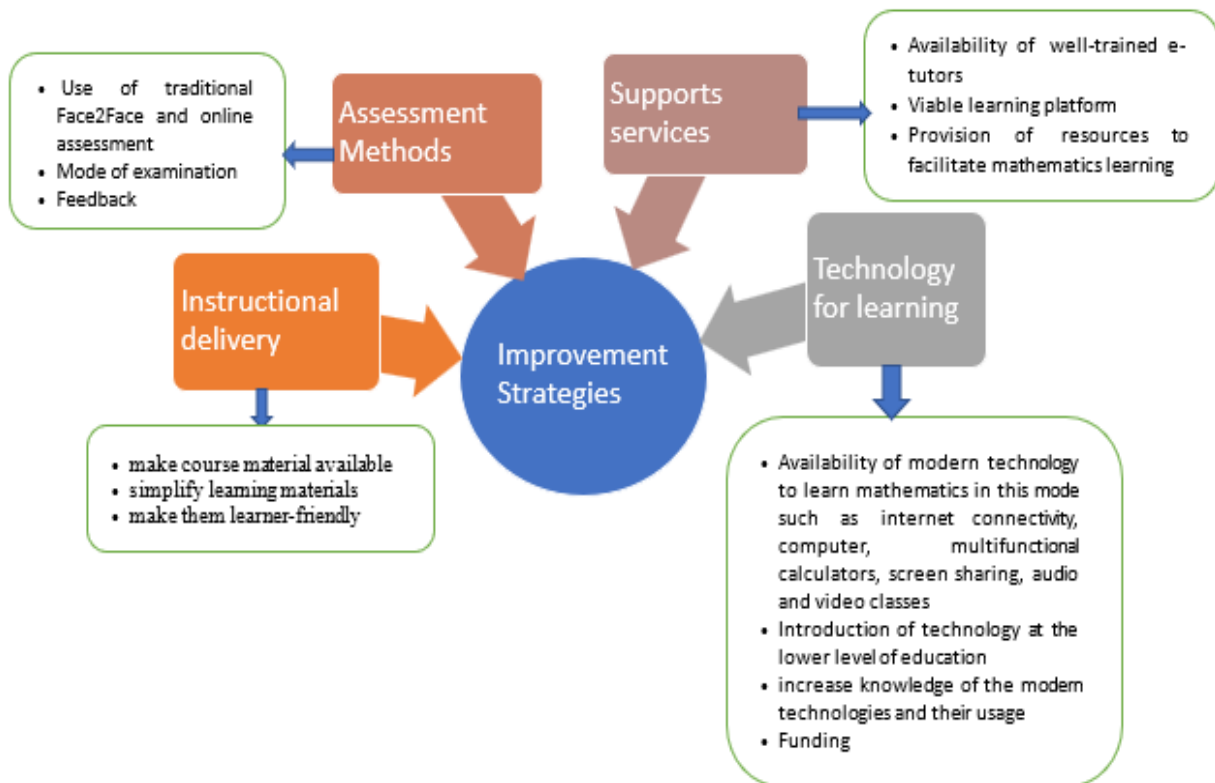 • Use of traditional
Face2Face and online
assessment
• Mode of examination
• Feedback
Assessment
Methods
Supports
services
• Availability of well-trained e-
tutors
• Viable learning platform
• Provision of resources to
facilitate mathematics learning
Instructional
delivery
Improvement
Strategies
Technology
for learning
• make course material available
• simplify learning materials
• make them learner-friendly
• Availability of modern technology
to learn mathematics in this mode
such as internet connectivity,
computer, multifunctional
calculators, screen sharing, audio
and video classes
• Introduction of technology at the
lower level of education
• increase knowledge of the modern
technologies and their usage
• Funding